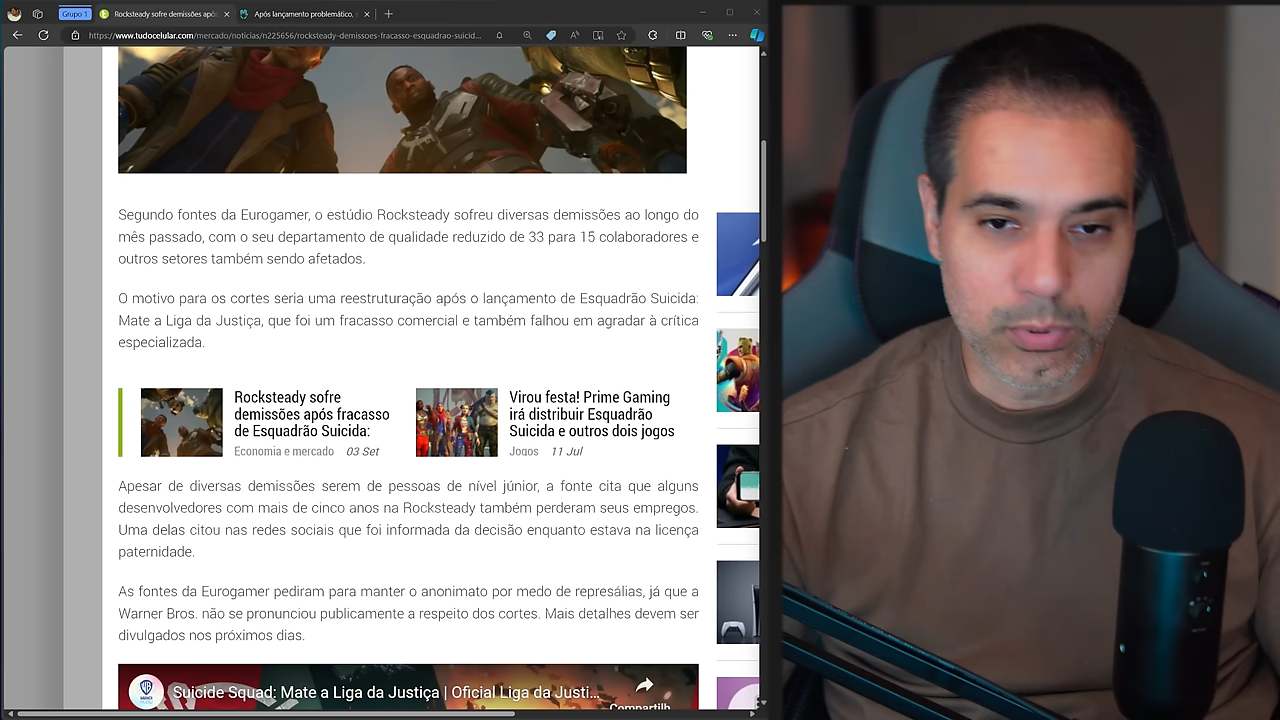 Grupo 1
Rocksteady sofre demissões apó
Após lançamento problemático,
https://www.tudocelular.com/mercado/noticias/n225656/rocksteady-demissoes-fracasso-esquadrao-suicid...
Segundo fontes da Eurogamer, o estúdio Rocksteady sofreu diversas demissões ao longo do
mês passado, com o seu departamento de qualidade reduzido de 33 para 15 colaboradores e
outros setores também sendo afetados.
O motivo para os cortes seria uma reestruturação após o lançamento de Esquadrão Suicida:
Mate a Liga da Justiça, que foi um fracasso comercial e também falhou em agradar à crítica
especializada.
Rocksteady sofre
demissões após fracasso
de Esquadrão Suicida:
Economia e mercado 03 Set
Virou festa! Prime Gaming
irá distribuir Esquadrão
Suicida e outros dois jogos
Jogos 11 Jul
Apesar de diversas demissões serem de pessoas de nível júnior, a fonte cita que alguns
desenvolvedores com mais de cinco anos na Rocksteady também perderam seus empregos.
Uma delas citou nas redes sociais que foi informada da decisão enquanto estava na licença
paternidade.
As fontes da Eurogamer pediram para manter o anonimato por medo de represálias, já que a
Warner Bros. não se pronunciou publicamente a respeito dos cortes. Mais detalhes devem ser
divulgados nos próximos dias.
Suicide Squad: Mate a Liga da Justiça | Oficial Liga da Justi...
Compartilh